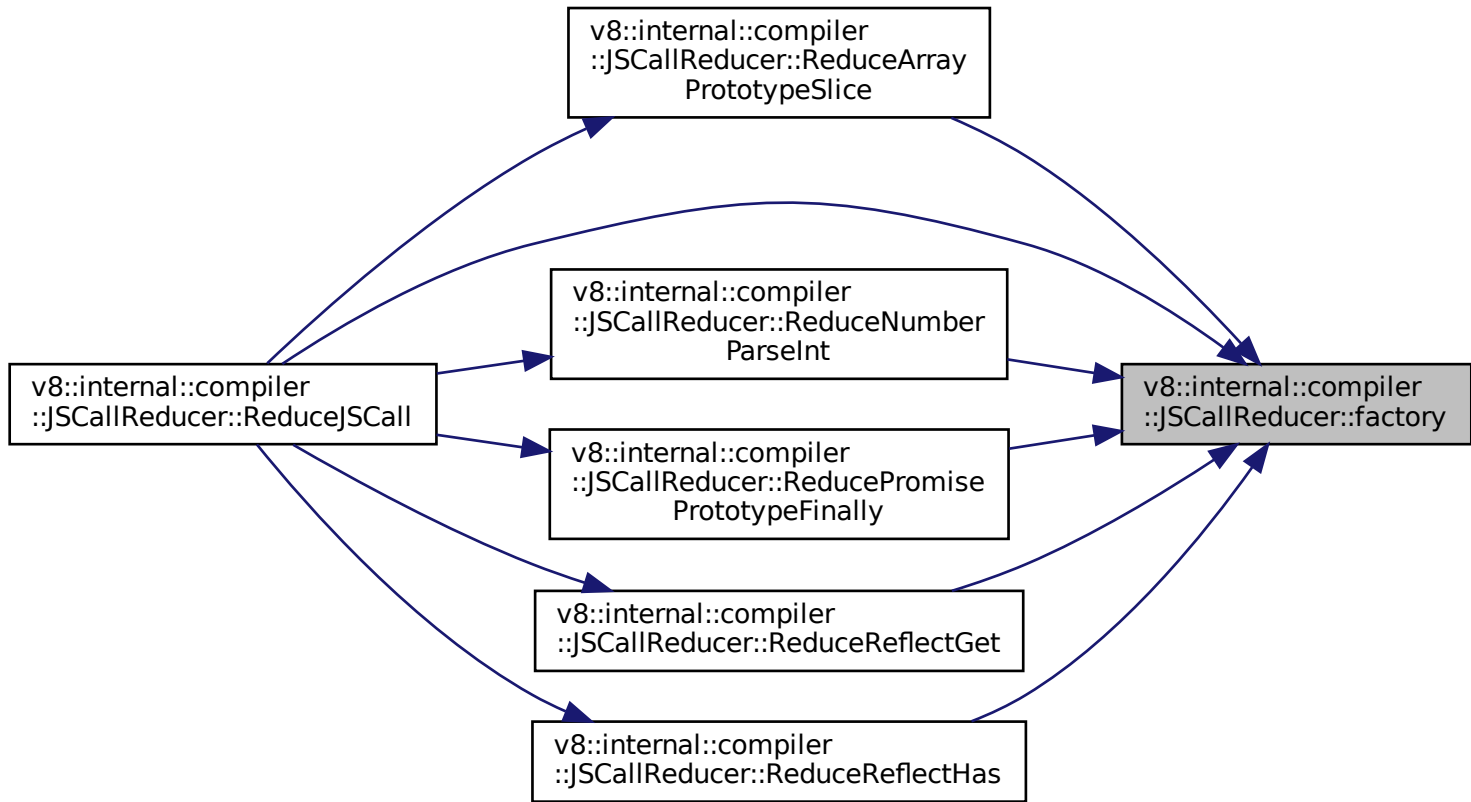 v8::internal::compiler
::JSCallReducer::ReduceArray
PrototypeSlice
v8::internal::compiler
::JSCallReducer::ReduceNumber
ParseInt
v8::internal::compiler
::JSCallReducer::ReduceJSCall
v8::internal::compiler
::JSCallReducer::factory
v8::internal::compiler
::JSCallReducer::ReducePromise
PrototypeFinally
v8::internal::compiler
::JSCallReducer::ReduceReflectGet
v8::internal::compiler
::JSCallReducer::ReduceReflectHas